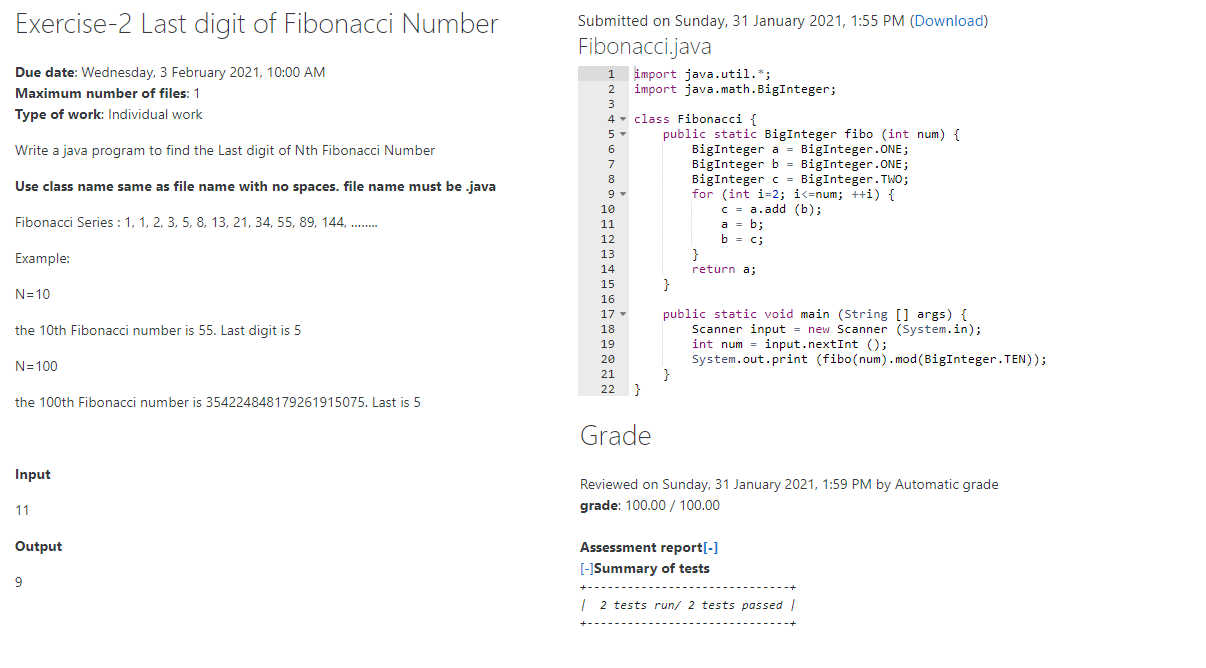 Exercise-2 Last digit of Fibonacci Number
Due date: Wednesday, 3 February 2021, 10:00 AM
Maximum number of files: 1
Type of work: Individual work
Write a java program to find the Last digit of Nth Fibonacci Number
Use class name same as file name with no spaces. file name must be .java
Fibonacci Series : 1, 1, 2, 3, 5, 8, 13, 21, 34, 55, 89, 144, ........
Example:
N=10
the 10th Fibonacci number is 55. Last digit is 5
N=100
the 100th Fibonacci number is 354224848179261915075. Last is 5
Input
11
Output
9
Submitted on Sunday, 31 January 2021, 1:55 PM (Download)
Fibonacci.java
1 import java.util.*;
2 import java.math.BigInteger;
3
4 class Fibonacci {
5     public static BigInteger fibo (int num) {
6         BigInteger a = BigInteger.ONE;
7         BigInteger b = BigInteger.ONE;
8         BigInteger c = BigInteger.TWO;
9         for (int i=2; i<=num; ++i) {
10             c = a.add (b);
11             a = b;
12             b = c;
13         }
14         return a;
15     }
16
17     public static void main (String [] args) {
18         Scanner input = new Scanner (System.in);
19         int num = input.nextInt ();
20         System.out.print (fibo(num).mod(BigInteger.TEN));
21     }
22 }
Grade
Reviewed on Sunday, 31 January 2021, 1:59 PM by Automatic grade
grade: 100.00 / 100.00
Assessment report[-]
[-]Summary of tests
+------------------------------+
|  2 tests run/ 2 tests passed |
+------------------------------+